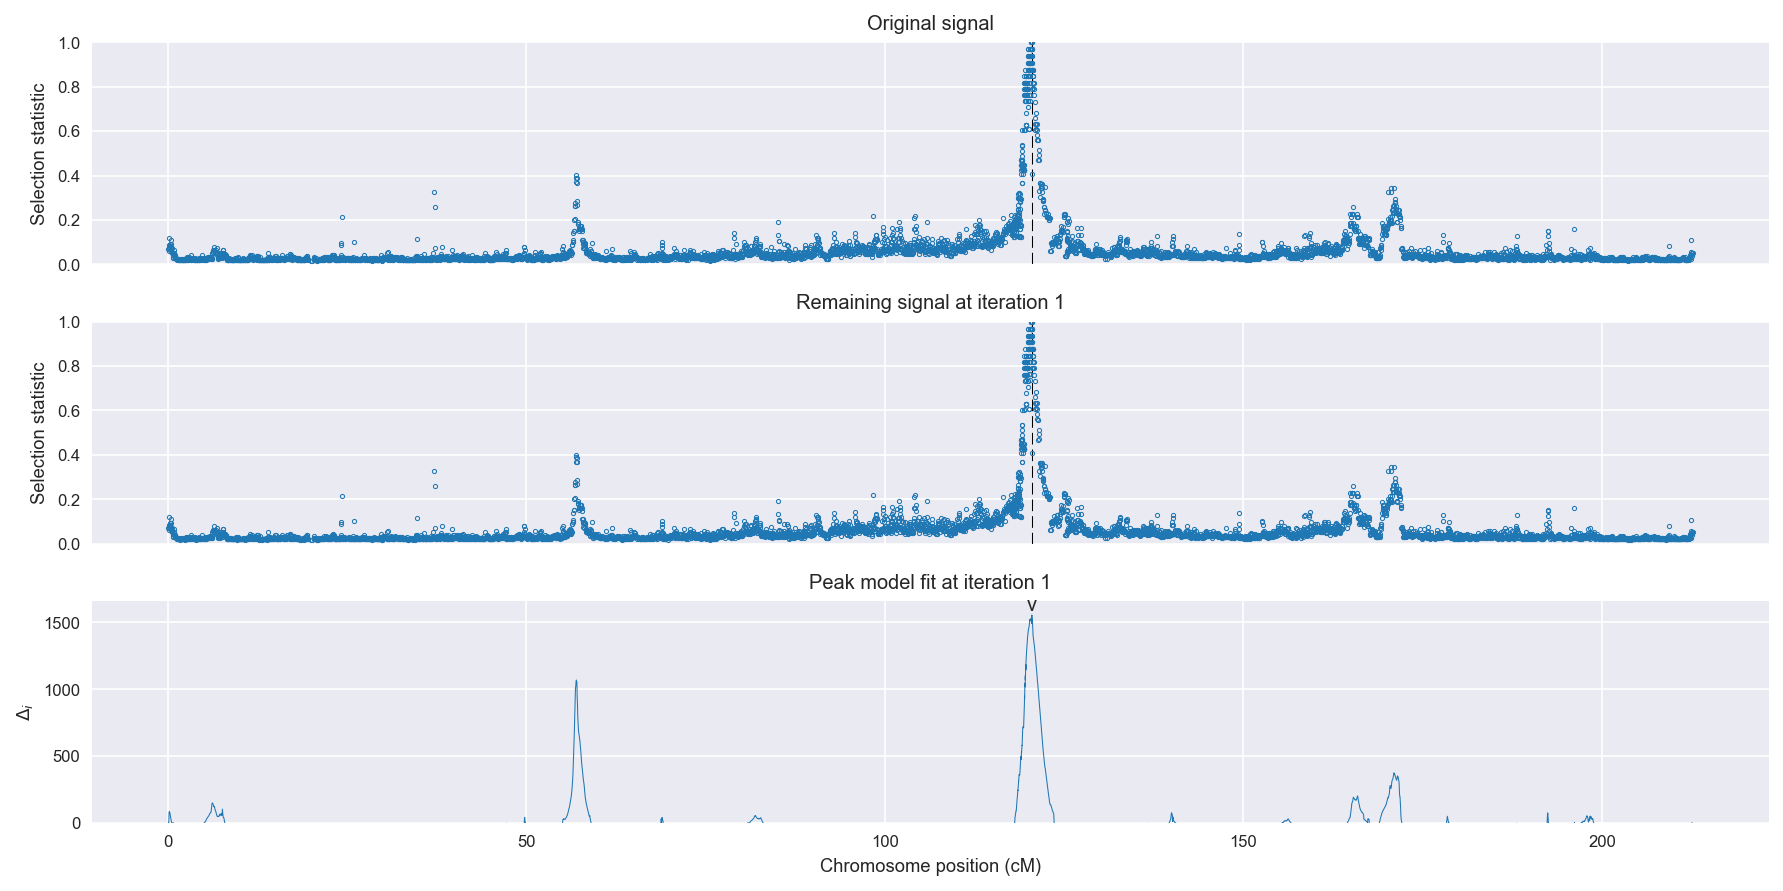 Original signal
1.0
0.8
0.6
0.4
0.2
0.0
Selection statistic
Remaining signal at iteration 1
1.0
0.8
0.6
0.4
0.2
0.0
Selection statistic
Peak model fit at iteration 1
1500
1000
500
0
Δi
0 50 100 150 200
Chromosome position (cM)